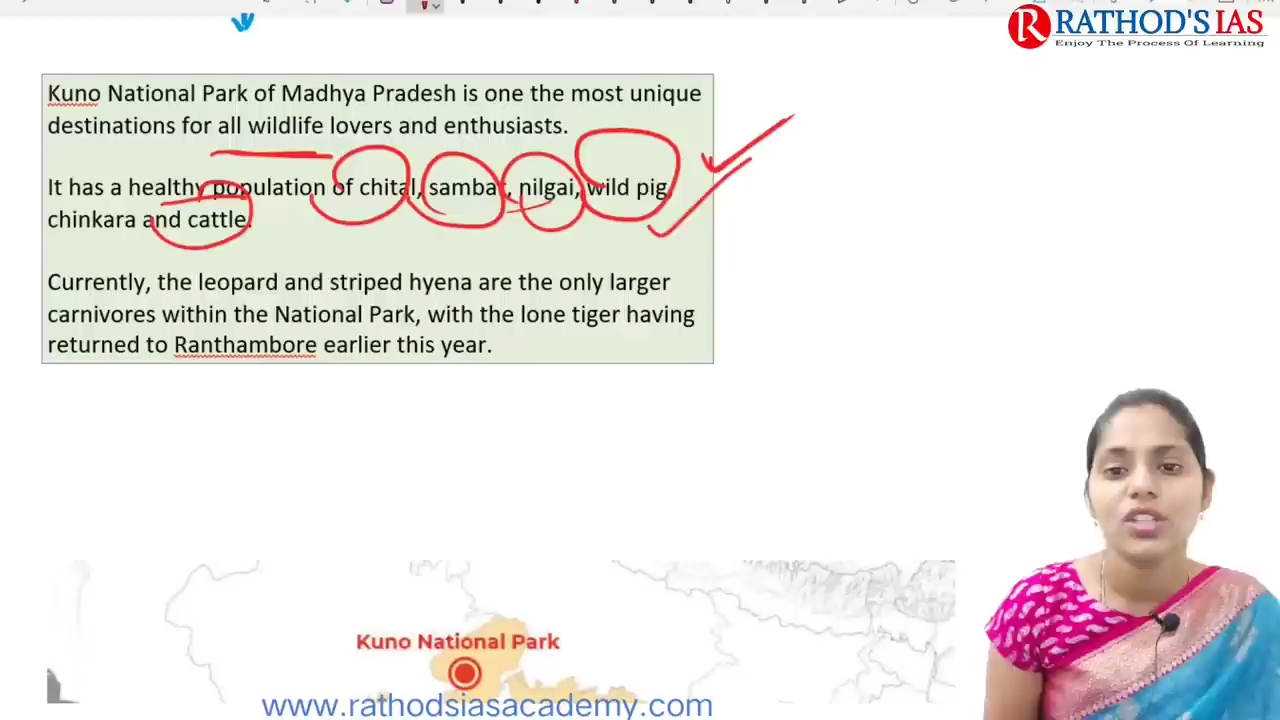 RATHOD'S IAS
Enjoy The Process Of Learning
Kuno National Park of Madhya Pradesh is one the most unique
destinations for all wildlife lovers and enthusiasts.
It has a healthy population of chital, sambar, nilgai, wild pig,
chinkara and cattle.
Currently, the leopard and striped hyena are the only larger
carnivores within the National Park, with the lone tiger having
returned to Ranthambore earlier this year.
Kuno National Park
www.rathodsiasacademy.com